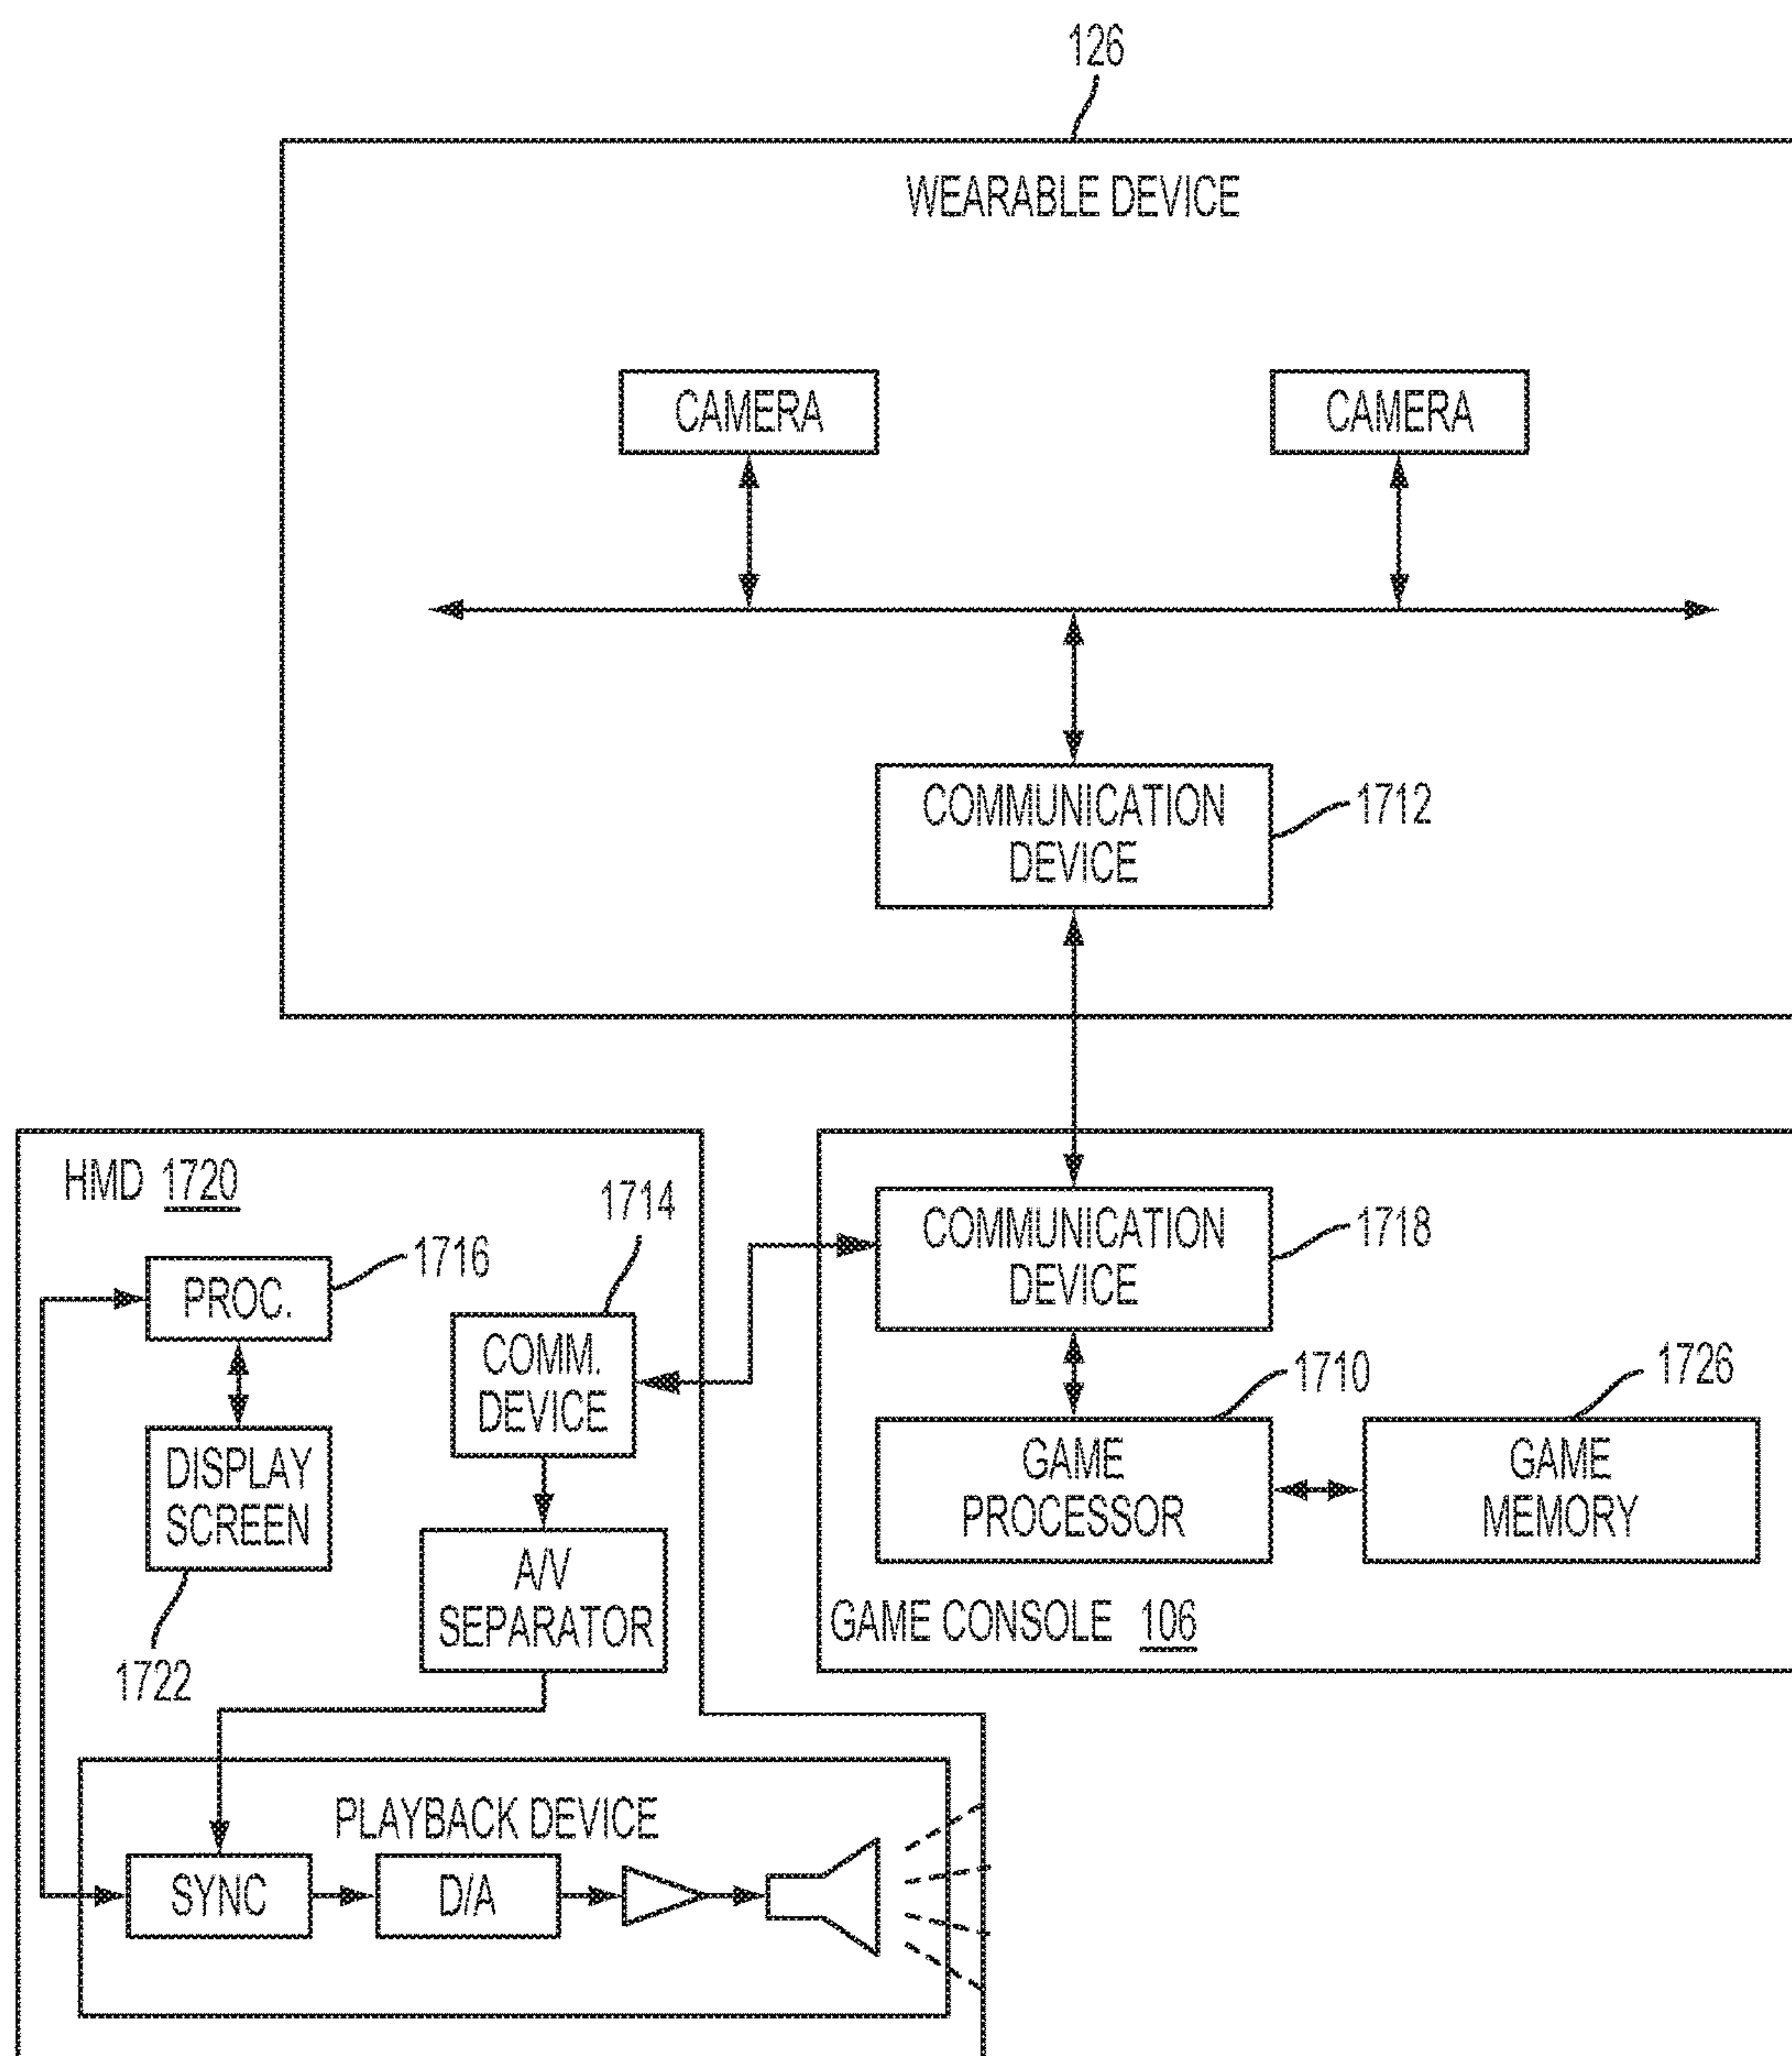 126
WEARABLE DEVICE
CAMERA
CAMERA
COMMUNICATION
DEVICE
1712
HMD 1720
1714
1716
PROC.
COMM.
DEVICE
DISPLAY
SCREEN
1722
A/V
SEPARATOR
COMMUNICATION
DEVICE
1718
1710
1726
GAME
PROCESSOR
GAME
MEMORY
GAME CONSOLE 106
PLAYBACK DEVICE
SYNC
D/A